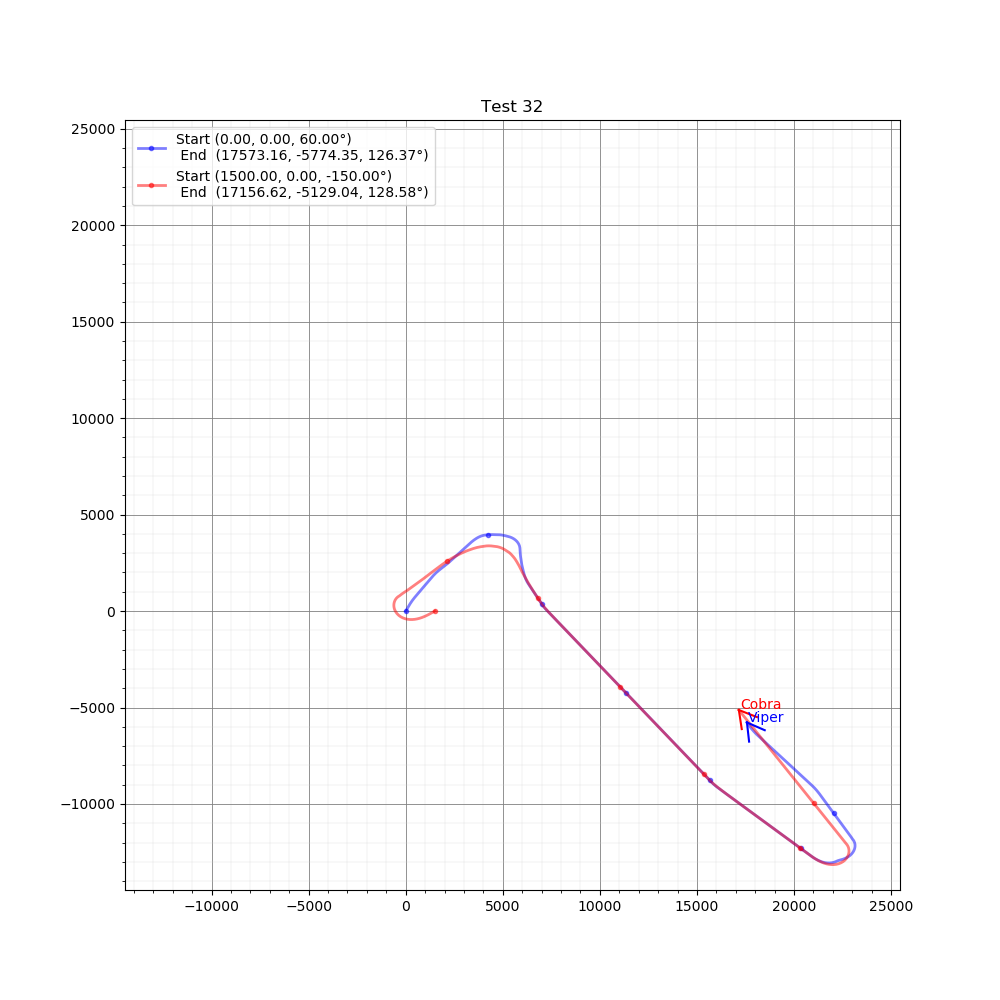 Test 32
Start (0.00, 0.00, 60.00°)
End (17573.16, -5774.35, 126.37°)
Start (1500.00, 0.00, -150.00°)
End (17156.62, -5129.04, 128.58°)
25000
20000
15000
10000
5000
0
−5000
−10000
Cobra
Viper
−10000 −5000 0 5000 10000 15000 20000 25000